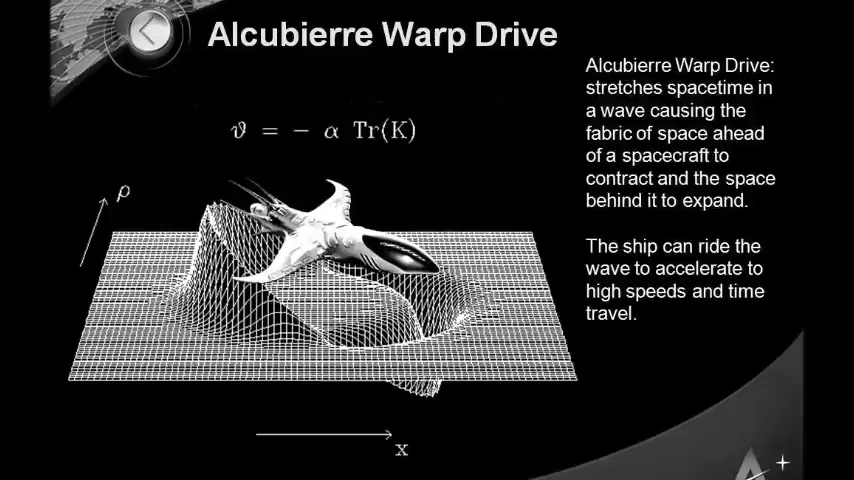 Alcubierre Warp Drive
Alcubierre Warp Drive:
stretches spacetime in
a wave causing the
fabric of space ahead
of a spacecraft to
contract and the space
behind it to expand.
The ship can ride the
wave to accelerate to
high speeds and time
travel.
ϑ = − α Tr(K)
ρ
x